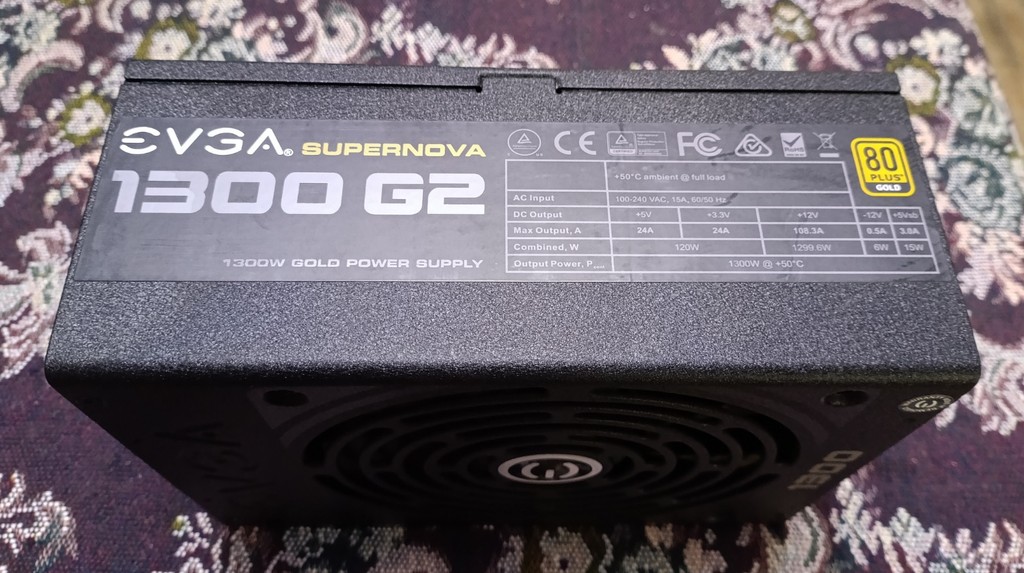 EVGA® SUPERNOVA
1300 G2
1300W GOLD POWER SUPPLY
CE FC
80
PLUS®
GOLD
+50°C ambient @ full load
AC Input 100-240 VAC, 15A, 60/50 Hz
DC Output +5V +3.3V +12V -12V +5Vsb
Max Output, A 24A 24A 108.3A 0.5A 3.0A
Combined, W 120W 1299.6W 6W 15W
Output Power, P 1300W @ +50°C
EVGA
1300